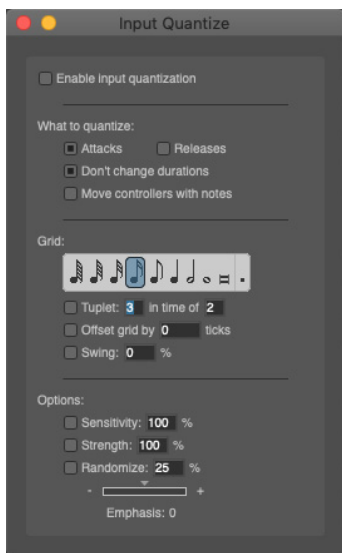 Input Quantize
Enable input quantization
What to quantize:
Attacks Releases
Don't change durations
Move controllers with notes
Grid:
Tuplet: 3 in time of 2
Offset grid by 0 ticks
Swing: 0 %
Options:
Sensitivity: 100 %
Strength: 100 %
Randomize: 25 %
- +
Emphasis: 0